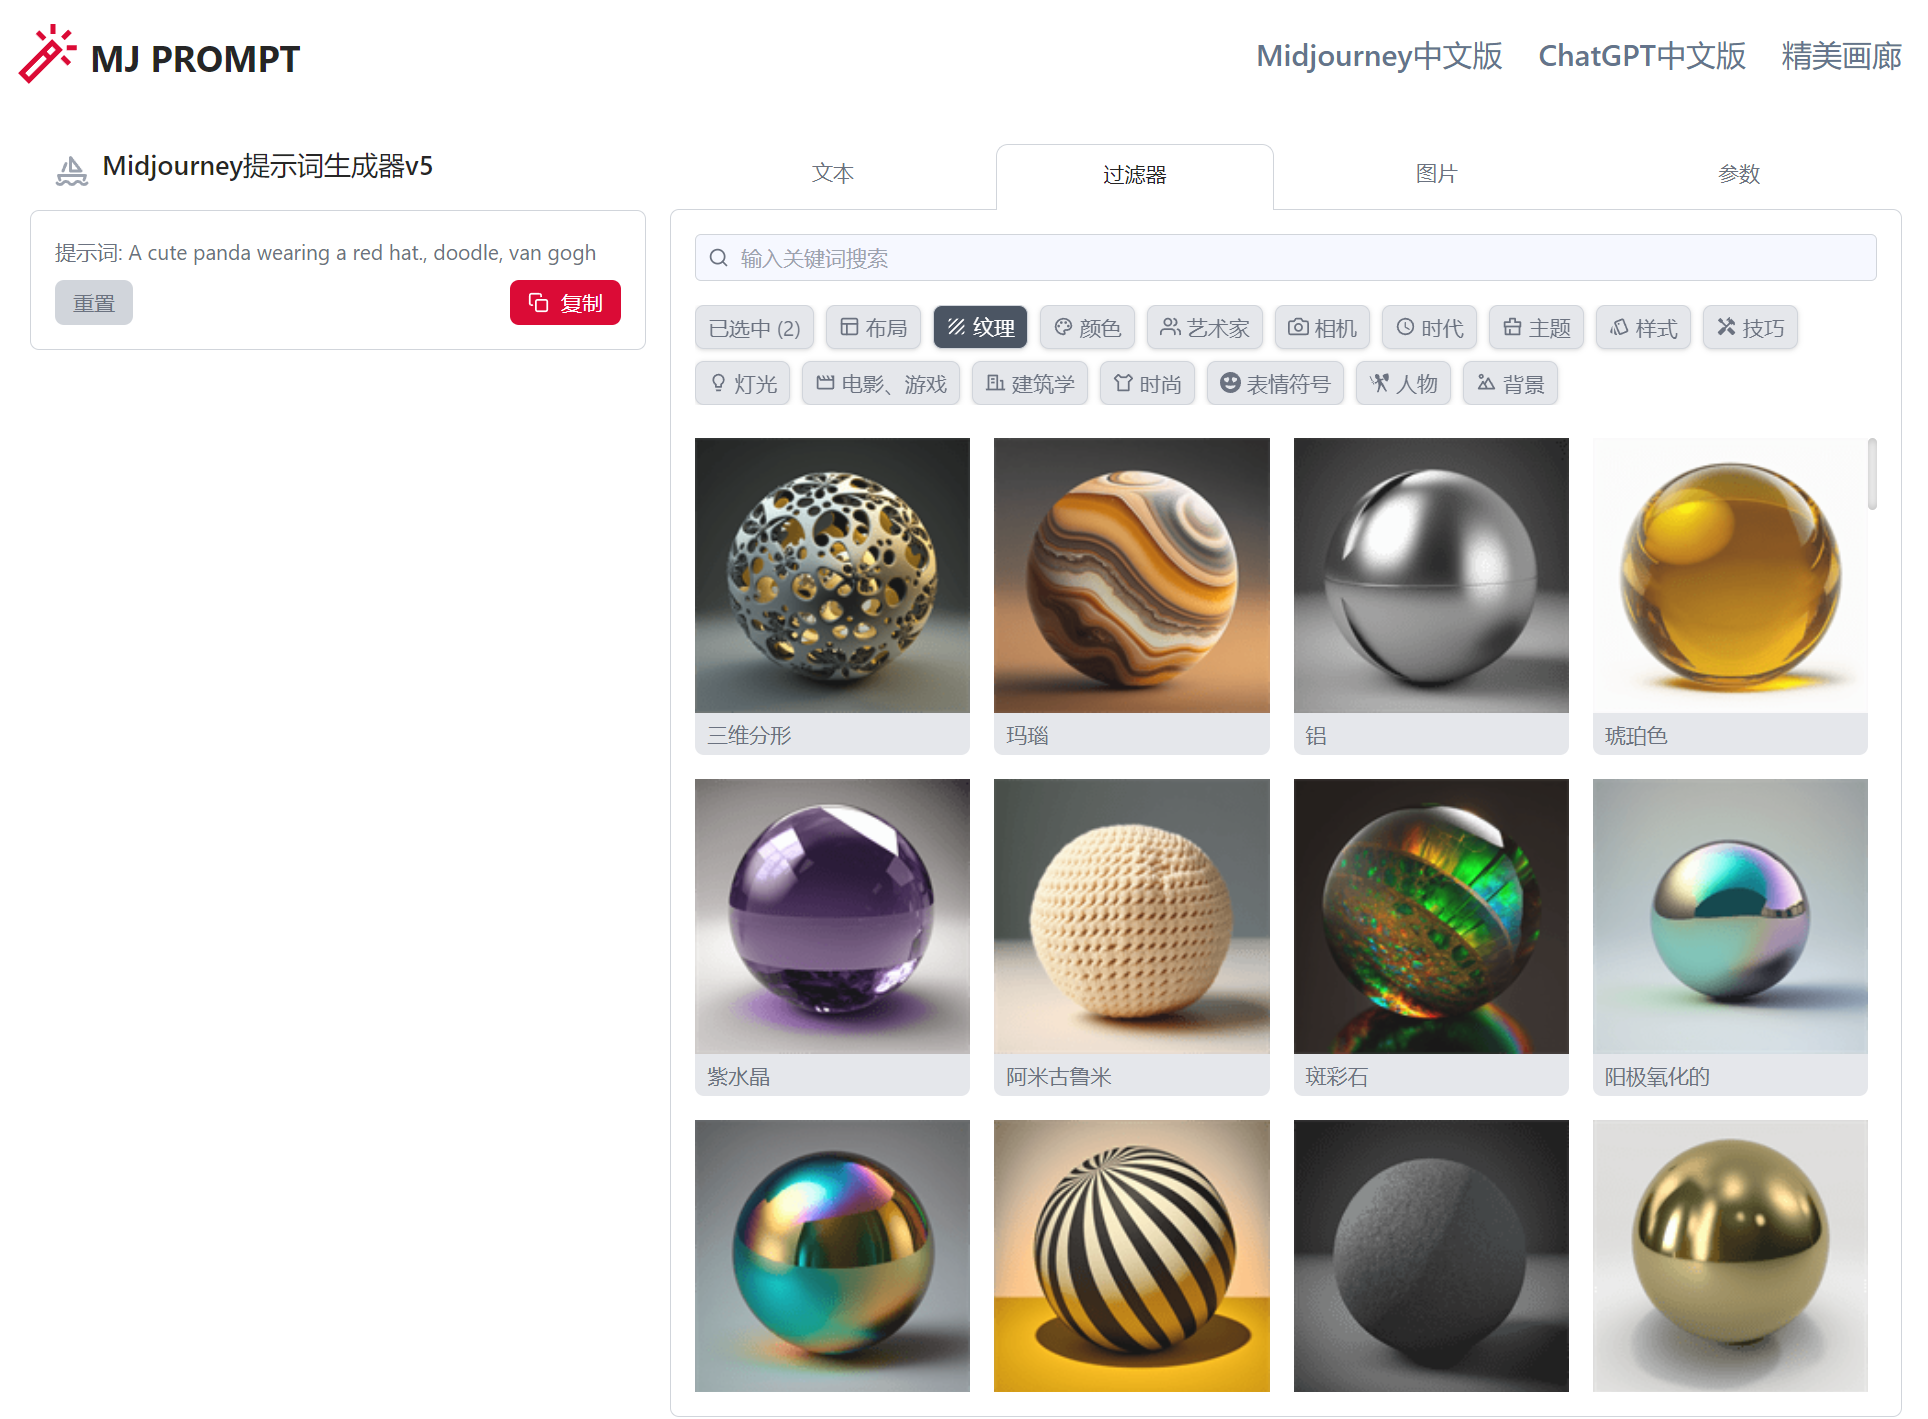 MJ PROMPT
Midjourney中文版 ChatGPT中文版 精美画廊
Midjourney提示词生成器v5
提示词: A cute panda wearing a red hat., doodle, van gogh
重置 复制
文本 过滤器 图片 参数
输入关键词搜索
已选中 (2) 布局 纹理 颜色 艺术家 相机 时代 主题 样式 技巧
灯光 电影、游戏 建筑学 时尚 表情符号 人物 背景
三维分形 玛瑙 铝 琥珀色
紫水晶 阿米古鲁米 斑彩石 阳极氧化的